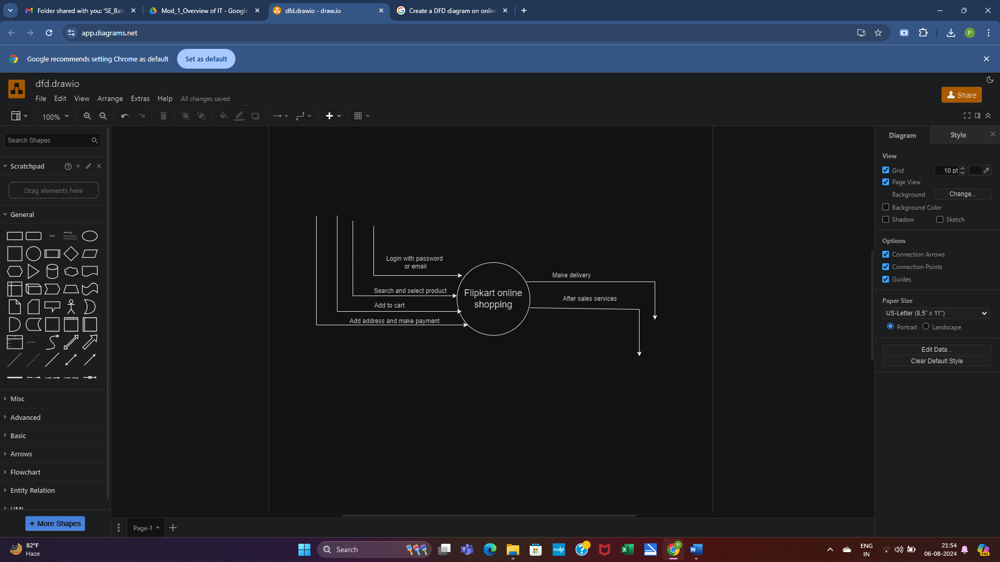 Folder shared with you: ‘SE_Bat
Mod_1_Overview of IT - Google
dfd.drawio - draw.io
Create a DFD diagram on onlin
app.diagrams.net
P
Google recommends setting Chrome as default
Set as default
dfd.drawio
File Edit View Arrange Extras Help All changes saved
Share
100%
Search Shapes
Scratchpad
Drag elements here
General
Text
Heading
Misc
Advanced
Basic
Arrows
Flowchart
Entity Relation
UML
+ More Shapes
Login with password
or email
Search and select product
Add to cart
Add address and make payment
Flipkart online
shopping
Make delivery
After sales services
Diagram
Style
View
Grid
10 pt
Page View
Background
Change...
Background Color
Shadow
Sketch
Options
Connection Arrows
Connection Points
Guides
Paper Size
US-Letter (8,5" x 11")
Portrait
Landscape
Edit Data...
Clear Default Style
Page-1
82°F
Haze
Search
myhp
ENG
IN
21:54
06-08-2024
PRE